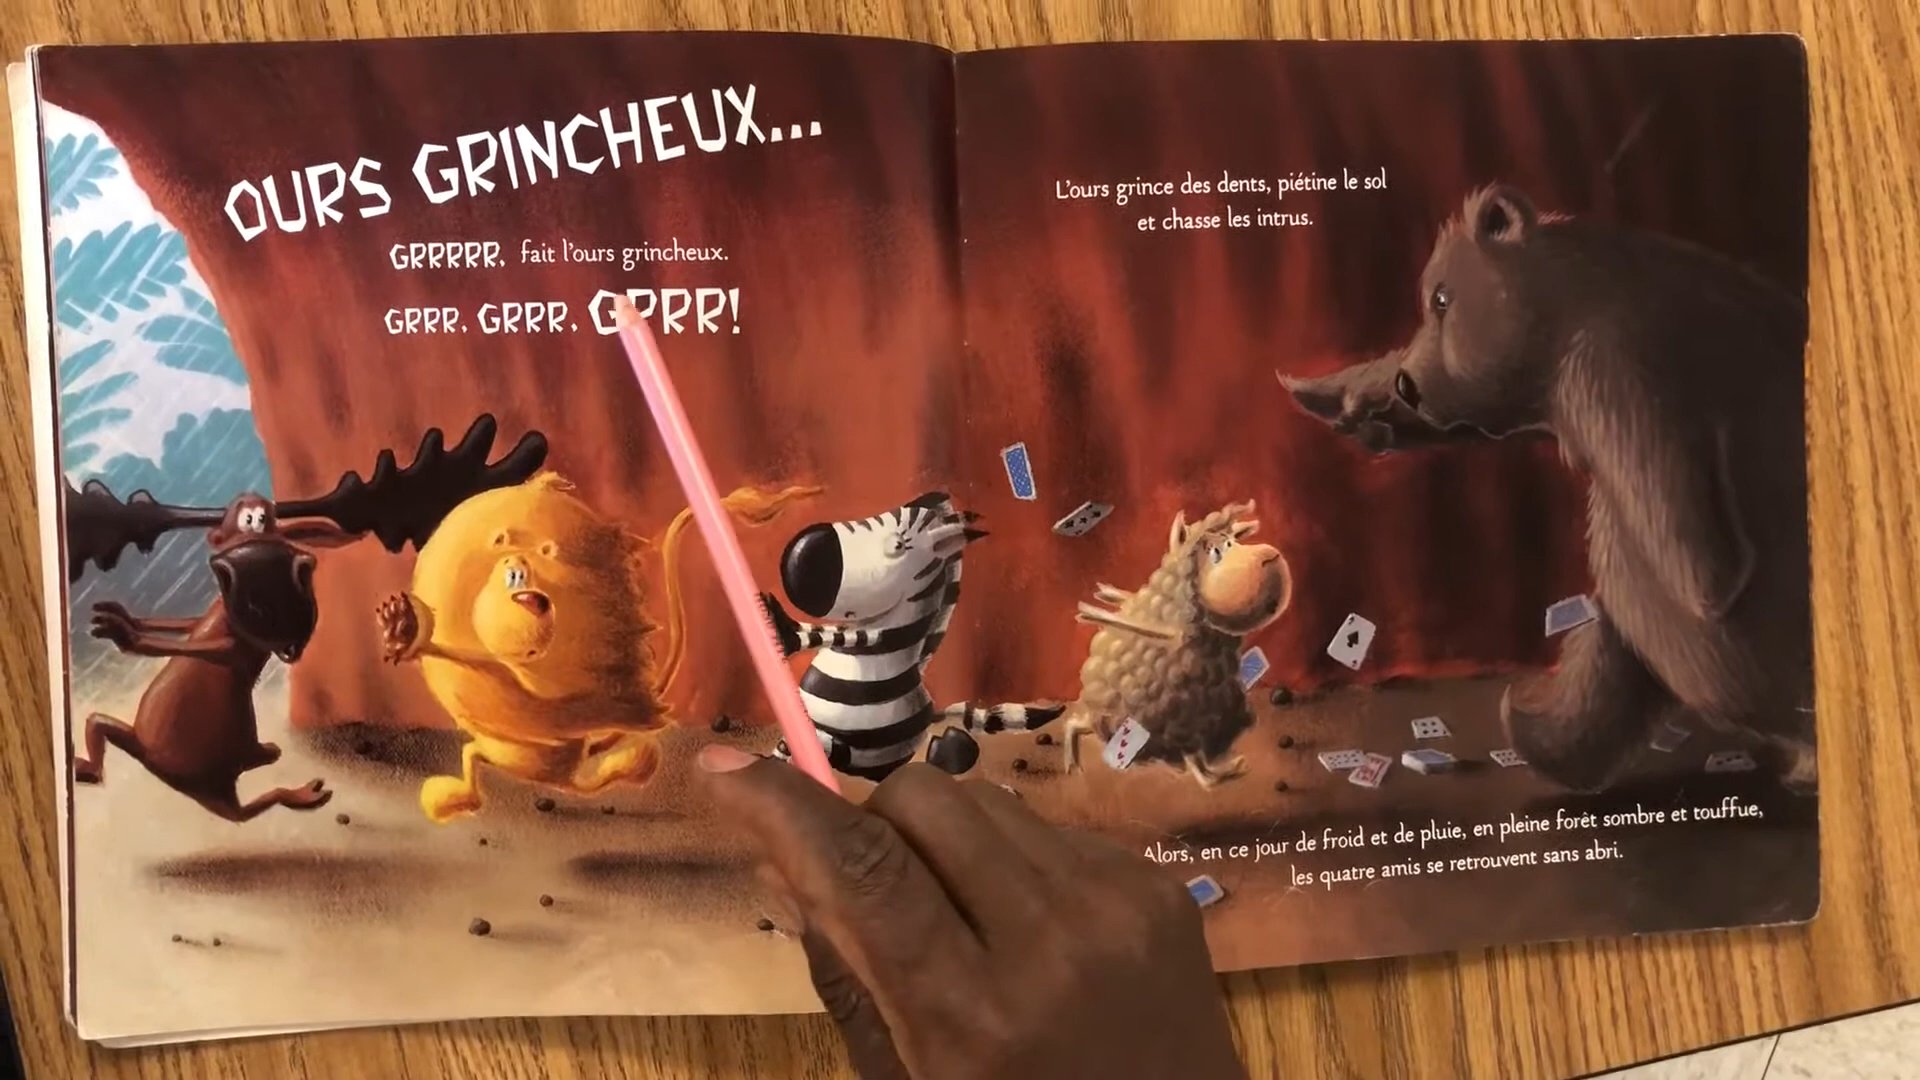 OURS GRINCHEUX...
GRRRRR, fait l'ours grincheux.
GRRR, GRRR, GRRR!
L'ours grince des dents, piétine le sol
et chasse les intrus.
Alors, en ce jour de froid et de pluie, en pleine forêt sombre et touffue,
les quatre amis se retrouvent sans abri.